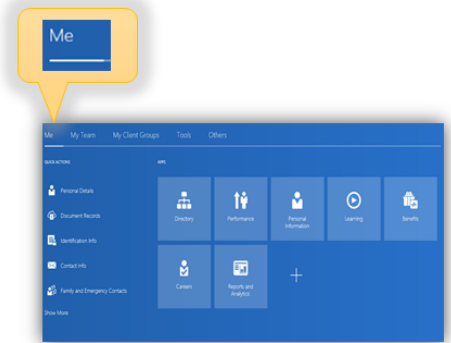 Me
Me My Team My Client Groups Tools Others
QUICK ACTIONS APPS
Personal Details
Document Records
Identification Info
Contact Info
Family and Emergency Contacts
Show More
Directory Performance Personal Information Learning Benefits
Careers Reports and Analytics